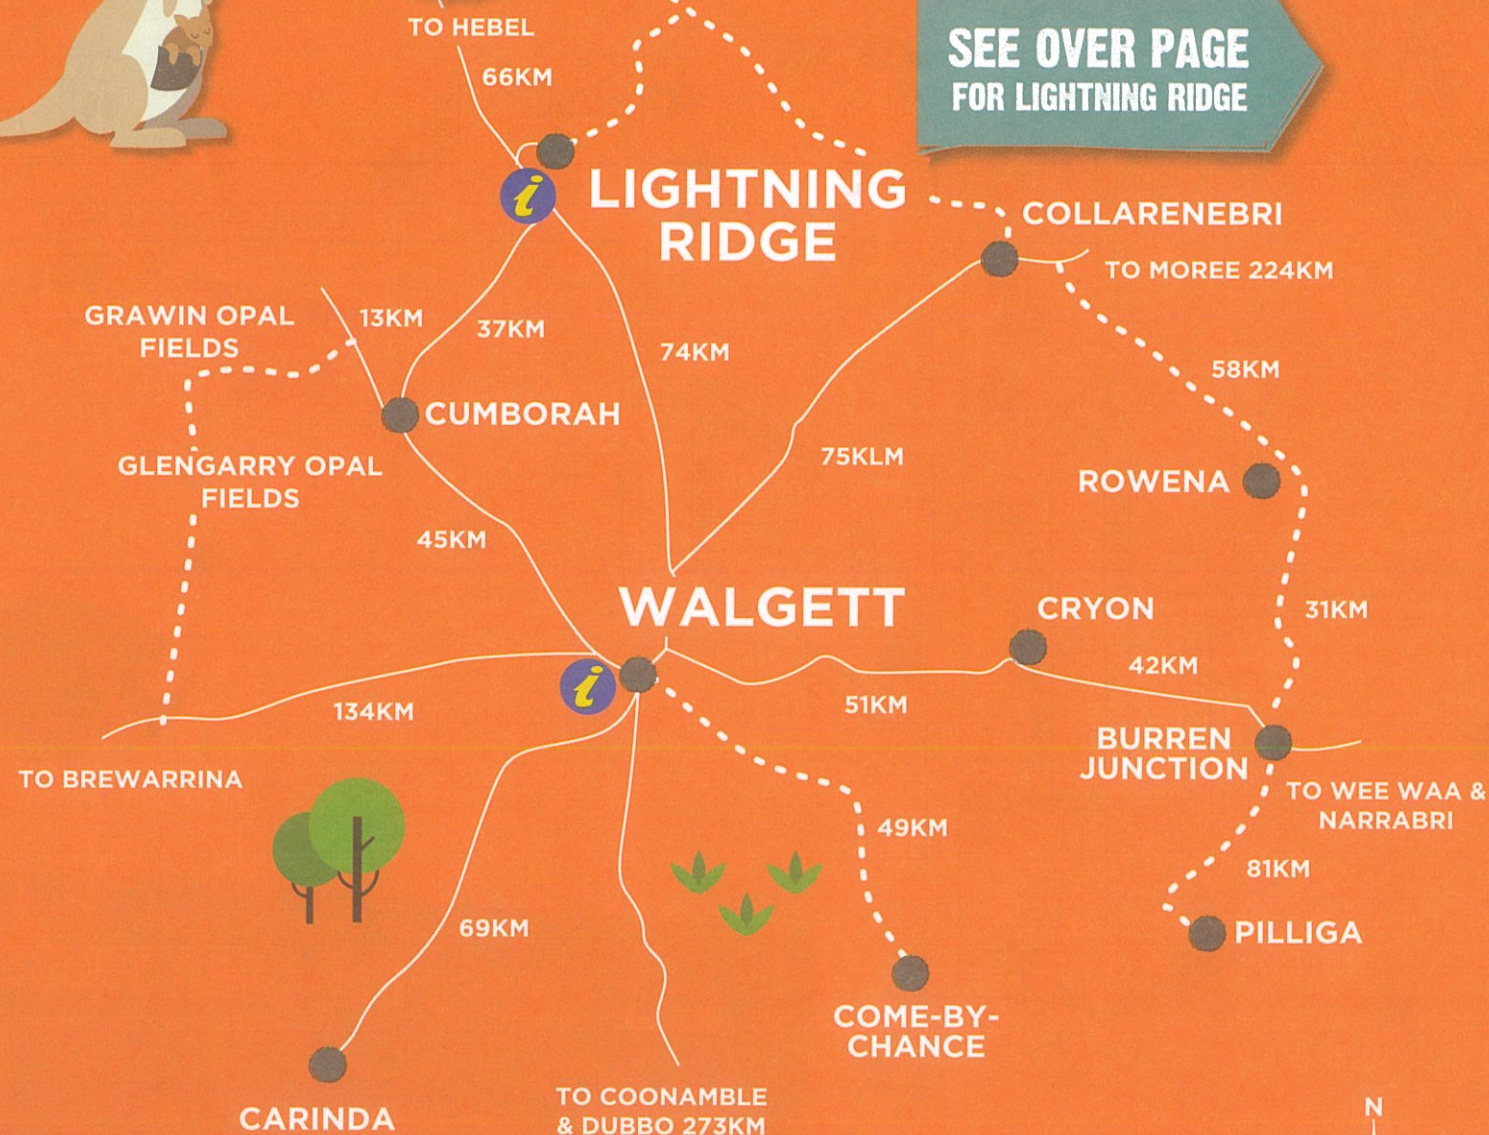 TO HEBEL
66KM
SEE OVER PAGE
FOR LIGHTNING RIDGE
i
LIGHTNING
RIDGE
COLLARENEBRI
TO MOREE 224KM
GRAWIN OPAL
FIELDS
13KM
37KM
74KM
58KM
CUMBORAH
75KLM
GLENGARRY OPAL
FIELDS
ROWENA
45KM
WALGETT
CRYON
31KM
42KM
i
134KM
51KM
BURREN
JUNCTION
TO BREWARRINA
TO WEE WAA &
NARRABRI
49KM
81KM
69KM
PILLIGA
COME-BY-
CHANCE
CARINDA
TO COONAMBLE
& DUBBO 273KM
N